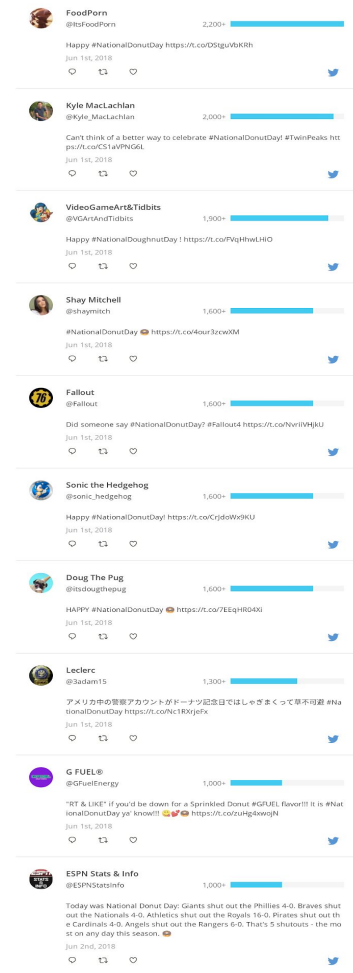 FoodPorn
@ItsFoodPorn 2,200+
Happy #NationalDonutDay https://t.co/DStguVbKRh
Jun 1st, 2018
Kyle MacLachlan
@Kyle_MacLachlan 2,000+
Can't think of a better way to celebrate #NationalDonutDay! #TwinPeaks htt
ps://t.co/CS1aVPNG6L
Jun 1st, 2018
VideoGameArt&Tidbits
@VGArtAndTidbits 1,900+
Happy #NationalDoughnutDay ! https://t.co/FVqHhwLHiO
Jun 1st, 2018
Shay Mitchell
@shaymitch 1,600+
#NationalDonutDay 🍩 https://t.co/4our3zcwXM
Jun 1st, 2018
76
Fallout
@Fallout 1,600+
Did someone say #NationalDonutDay? #Fallout4 https://t.co/NvriiVHjkU
Jun 1st, 2018
Sonic the Hedgehog
@sonic_hedgehog 1,600+
Happy #NationalDonutDay! https://t.co/CrJdoWx9KU
Jun 1st, 2018
Doug The Pug
@itsdougthepug 1,600+
HAPPY #NationalDonutDay 🍩 https://t.co/7EEqHR04Xi
Jun 1st, 2018
Leclerc
@3adam15 1,300+
アメリカ中の警察アカウントがドーナツ記念日ではしゃぎまくって草不可避 #Na
tionalDonutDay https://t.co/Nc1RXrjeFx
Jun 1st, 2018
G FUEL®
@GFuelEnergy 1,000+
"RT & LIKE" if you'd be down for a Sprinkled Donut #GFUEL flavor!!! It is #Nat
ionalDonutDay ya' know!!! 😋💕🍩 https://t.co/zuHg4xwojN
Jun 1st, 2018
ESPN
STATS
& INFO
ESPN Stats & Info
@ESPNStatsInfo 1,000+
Today was National Donut Day: Giants shut out the Phillies 4-0. Braves shut
out the Nationals 4-0. Athletics shut out the Royals 16-0. Pirates shut out th
e Cardinals 4-0. Angels shut out the Rangers 6-0. That's 5 shutouts - the mo
st on any day this season. 🍩
Jun 2nd, 2018